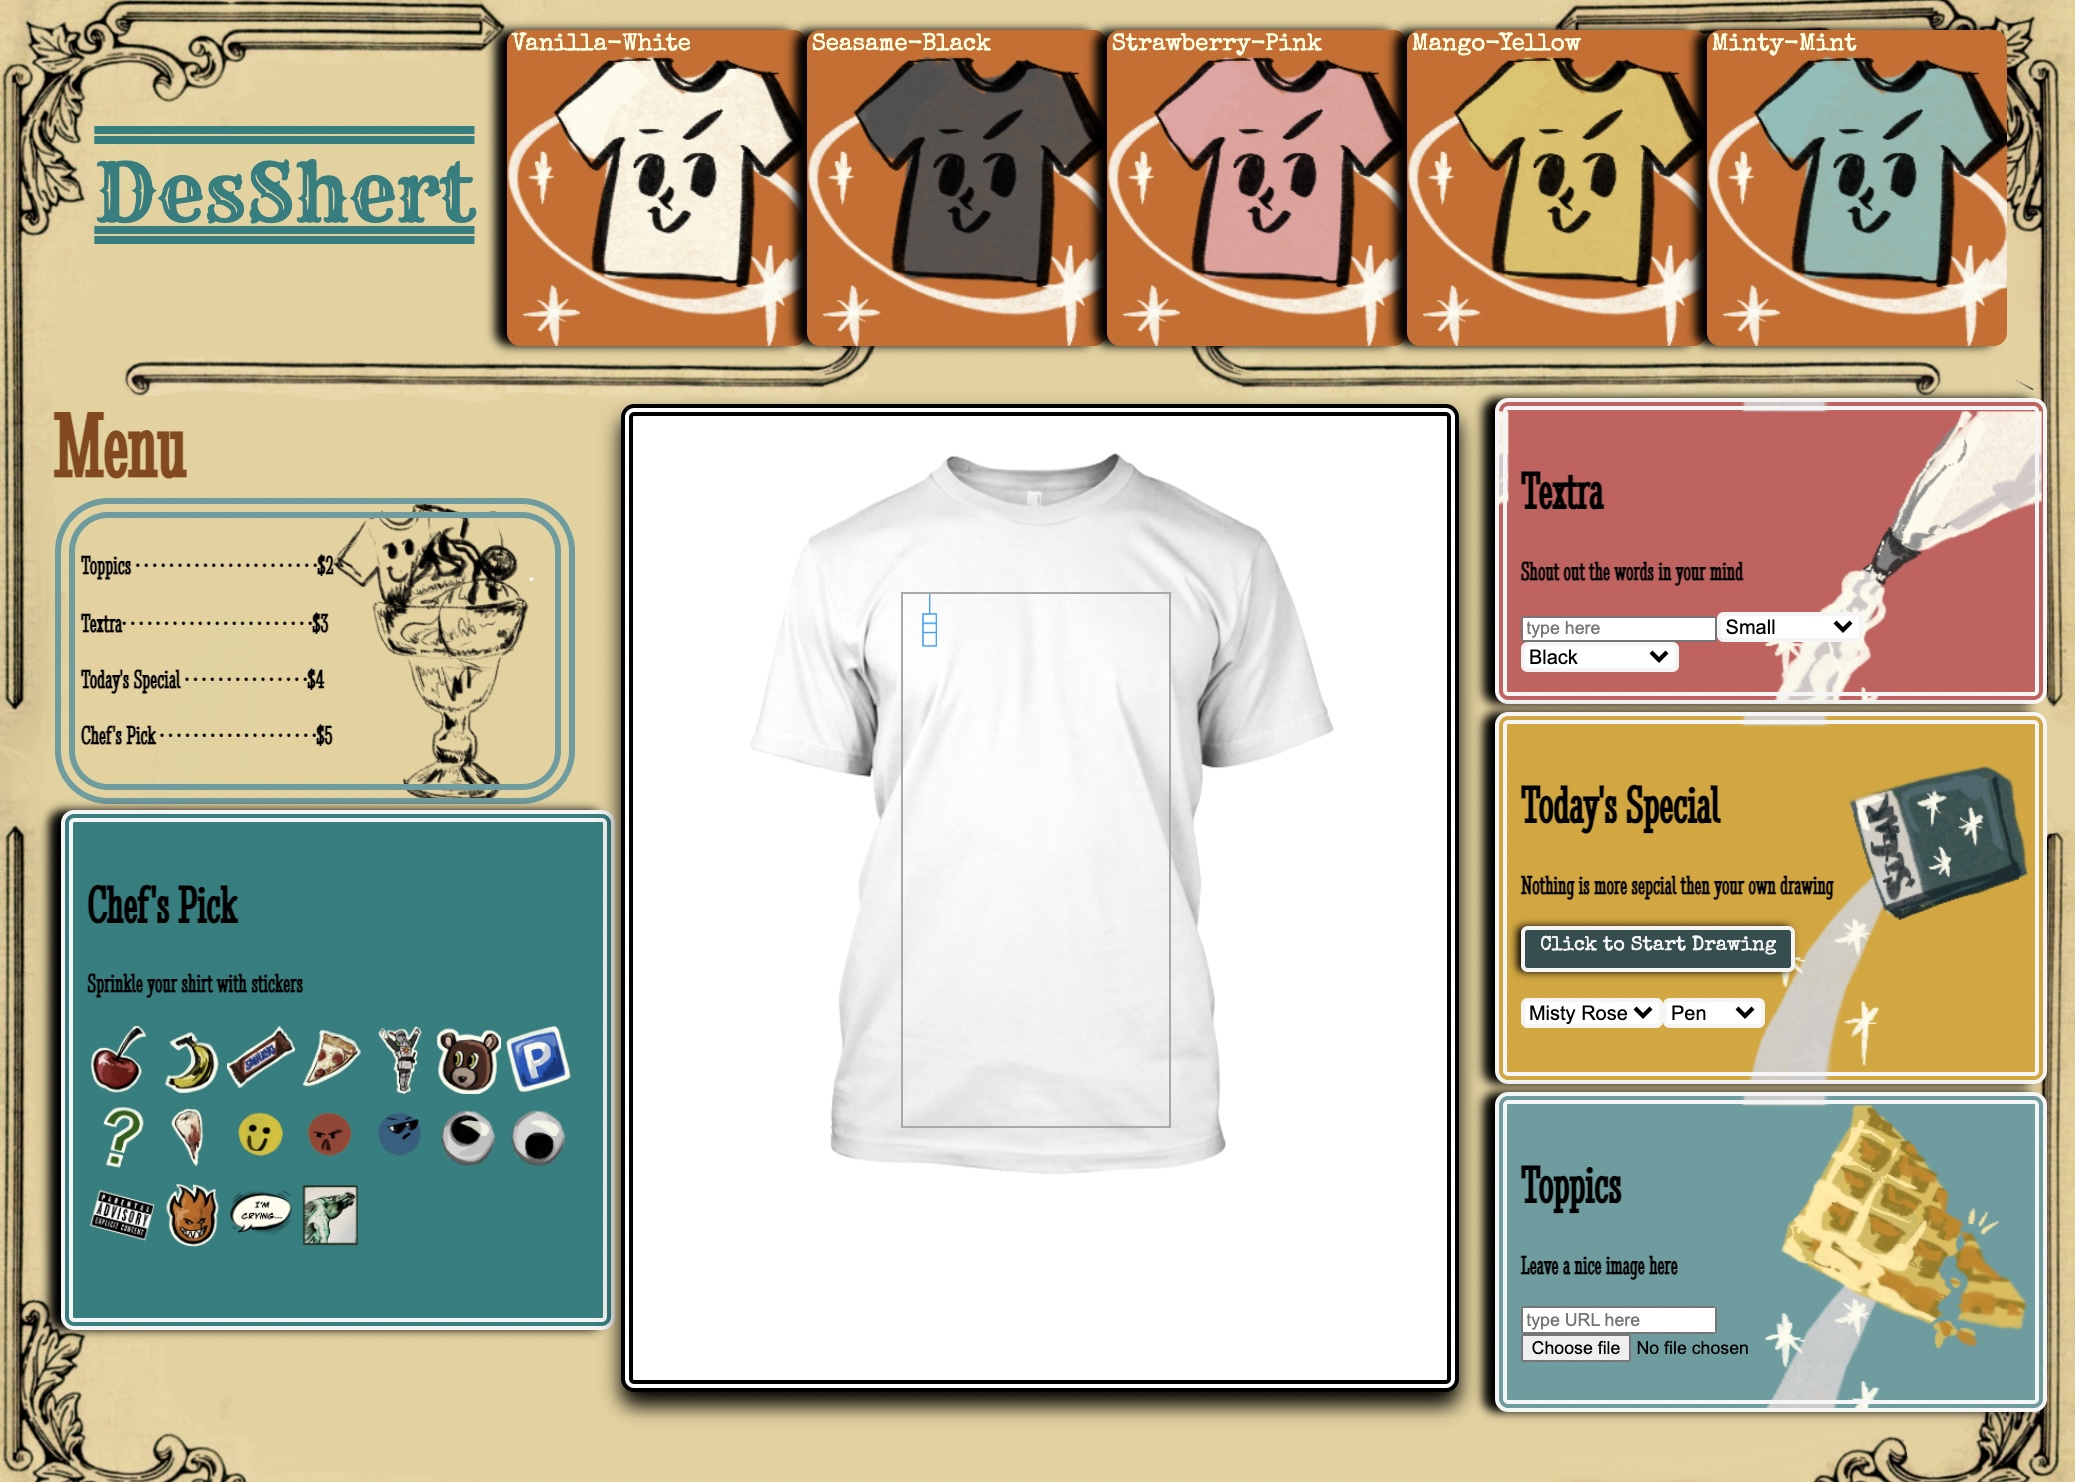 Vanilla-White
Seasame-Black
Strawberry-Pink
Mango-Yellow
Minty-Mint
DesShert
Menu
Toppics ······················$2
Textra·······················$3
Today's Special ···············$4
Chef's Pick ···················$5
Chef's Pick
Sprinkle your shirt with stickers
P
?
PARENTAL
ADVISORY
EXPLICIT CONTENT
I'M
CRYING...
Textra
Shout out the words in your mind
type here
Small
Black
Today's Special
Nothing is more sepcial then your own drawing
Click to Start Drawing
Misty Rose
Pen
Toppics
Leave a nice image here
type URL here
Choose file No file chosen